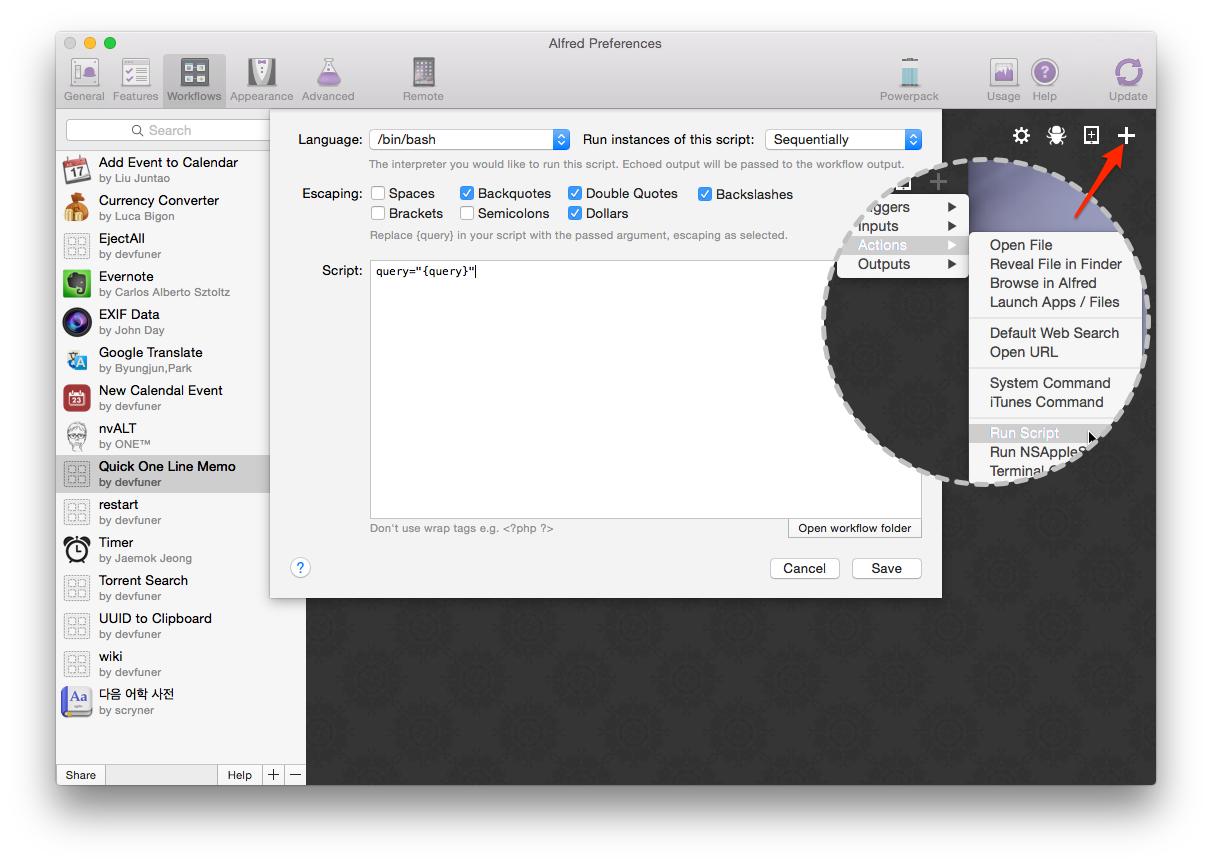 Alfred Preferences
General Features Workflows Appearance Advanced Remote Powerpack Usage Help Update
Search
Add Event to Calendar
by Liu Juntao
Currency Converter
by Luca Bigon
EjectAll
by devfuner
Evernote
by Carlos Alberto Sztoltz
EXIF Data
by John Day
Google Translate
by Byungjun,Park
New Calendal Event
by devfuner
nvALT
by ONE™
Quick One Line Memo
by devfuner
restart
by devfuner
Timer
by Jaemok Jeong
Torrent Search
by devfuner
UUID to Clipboard
by devfuner
wiki
by devfuner
다음 어학 사전
by scryner
Share Help
Language: /bin/bash Run instances of this script: Sequentially
The interpreter you would like to run this script. Echoed output will be passed to the workflow output.
Escaping: Spaces Backquotes Double Quotes Backslashes
Brackets Semicolons Dollars
Replace {query} in your script with the passed argument, escaping as selected.
Script: query="{query}"
Don't use wrap tags e.g. <?php ?>
Open workflow folder
? Cancel Save
Inputs
Actions
Outputs
Open File
Reveal File in Finder
Browse in Alfred
Launch Apps / Files
Default Web Search
Open URL
System Command
iTunes Command
Run Script
Run NSAppleS
Terminal